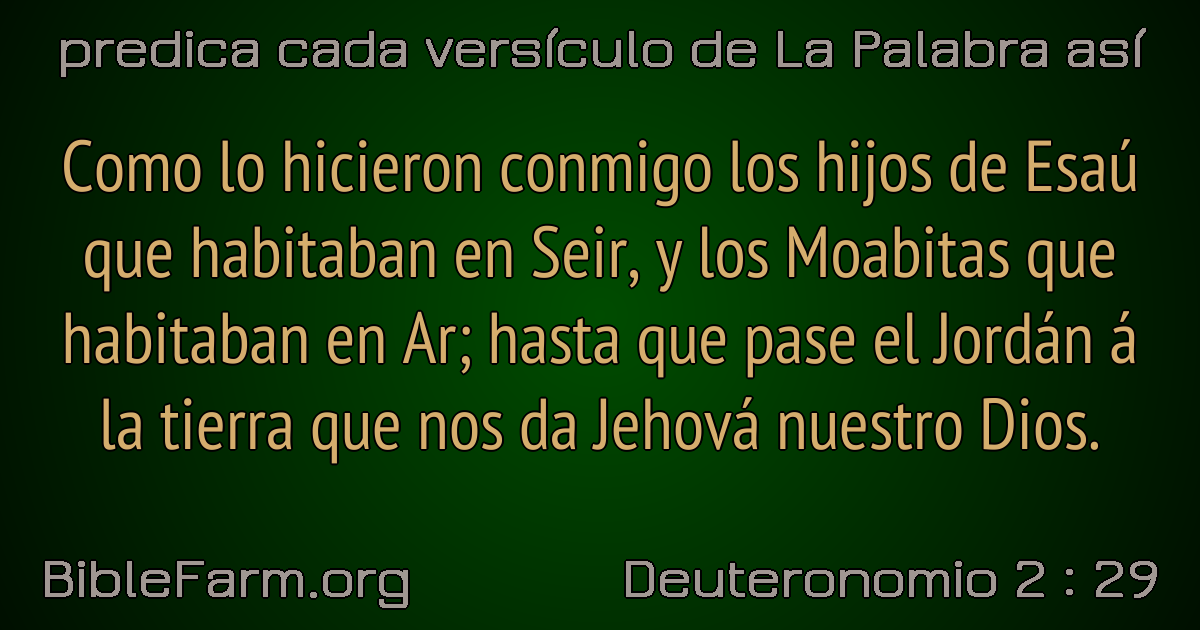 predica cada versículo de La Palabra así
Como lo hicieron conmigo los hijos de Esaú
que habitaban en Seir, y los Moabitas que
habitaban en Ar; hasta que pase el Jordán á
la tierra que nos da Jehová nuestro Dios.
BibleFarm.org
Deuteronomio 2 : 29